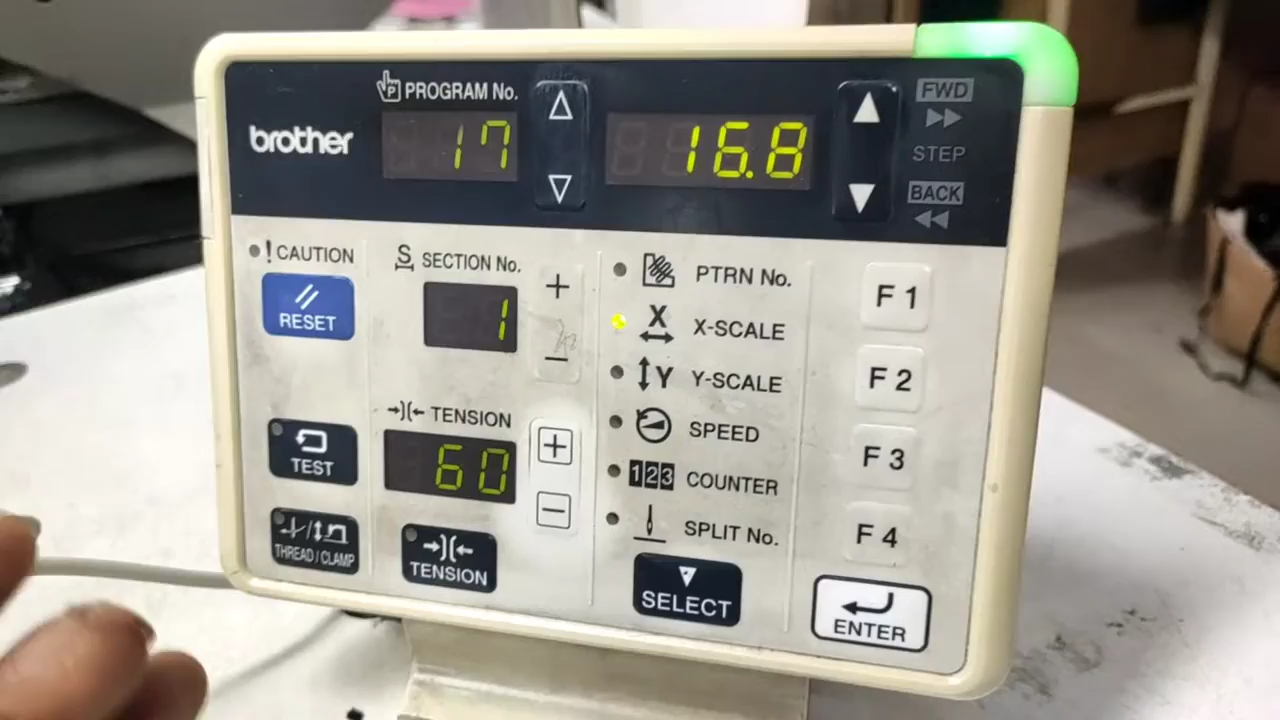 PROGRAM No.
brother
17
16.8
FWD
STEP
BACK
! CAUTION
RESET
S SECTION No.
1
+
−
TENSION
60
+
−
TEST
THREAD / CLAMP
TENSION
PTRN No.
X X-SCALE
Y Y-SCALE
SPEED
123 COUNTER
SPLIT No.
SELECT
F 1
F 2
F 3
F 4
ENTER